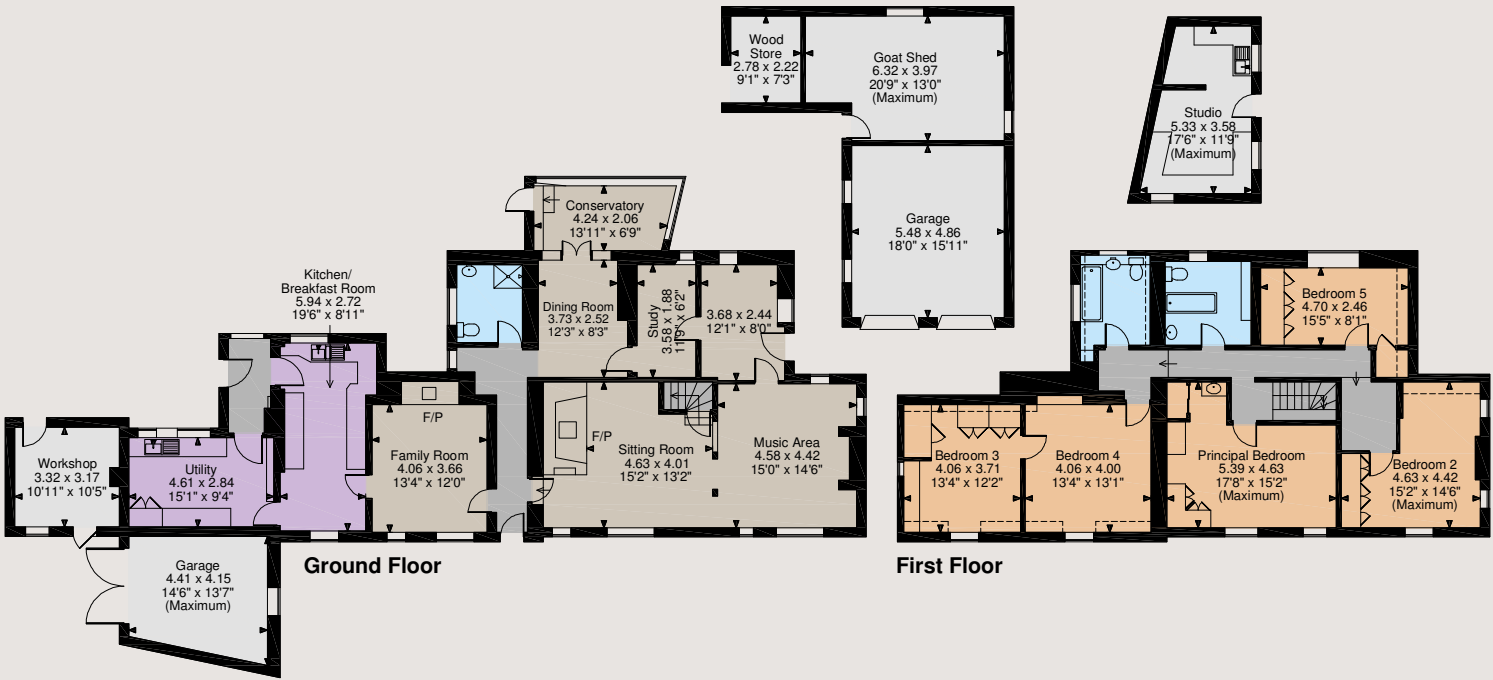 Wood
Store
2.78 x 2.22
9'1" x 7'3"
Goat Shed
6.32 x 3.97
20'9" x 13'0"
(Maximum)
Studio
5.33 x 3.58
17'6" x 11'9"
(Maximum)
Garage
5.48 x 4.86
18'0" x 15'11"
Conservatory
4.24 x 2.06
13'11" x 6'9"
Kitchen/
Breakfast Room
5.94 x 2.72
19'6" x 8'11"
Dining Room
3.73 x 2.52
12'3" x 8'3"
Study
3.58 x 1.88
11'9" x 6'2"
3.68 x 2.44
12'1" x 8'0"
F/P
Family Room
4.06 x 3.66
13'4" x 12'0"
F/P
Sitting Room
4.63 x 4.01
15'2" x 13'2"
Music Area
4.58 x 4.42
15'0" x 14'6"
Workshop
3.32 x 3.17
10'11" x 10'5"
Utility
4.61 x 2.84
15'1" x 9'4"
Garage
4.41 x 4.15
14'6" x 13'7"
(Maximum)
Ground Floor
Bedroom 5
4.70 x 2.46
15'5" x 8'1"
Bedroom 3
4.06 x 3.71
13'4" x 12'2"
Bedroom 4
4.06 x 4.00
13'4" x 13'1"
Principal Bedroom
5.39 x 4.63
17'8" x 15'2"
(Maximum)
Bedroom 2
4.63 x 4.42
15'2" x 14'6"
(Maximum)
First Floor